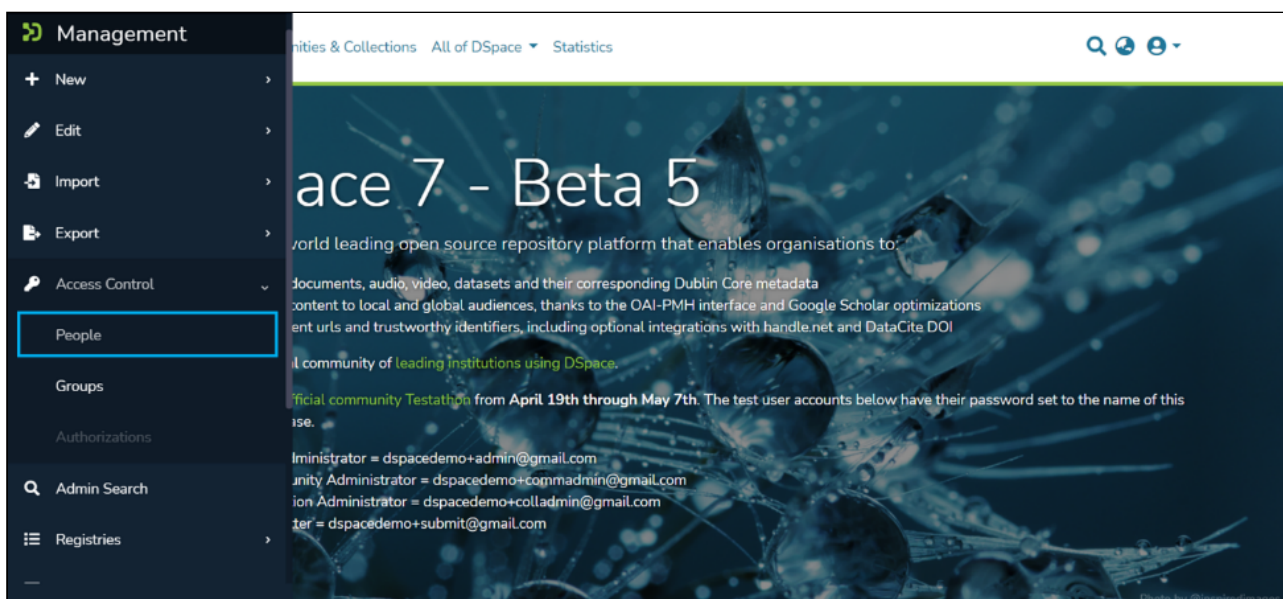 Management
nities & Collections All of DSpace Statistics
New
Edit
Import
Export
Access Control
People
Groups
Authorizations
Admin Search
Registries
ace 7 - Beta 5
world leading open source repository platform that enables organisations to:
documents, audio, video, datasets and their corresponding Dublin Core metadata
content to local and global audiences, thanks to the OAI-PMH interface and Google Scholar optimizations
ent urls and trustworthy identifiers, including optional integrations with handle.net and DataCite DOI
l community of leading institutions using DSpace.
fficial community Testathon from April 19th through May 7th. The test user accounts below have their password set to the name of this
ase.
dministrator = dspacedemo+admin@gmail.com
unity Administrator = dspacedemo+commadmin@gmail.com
ion Administrator = dspacedemo+colladmin@gmail.com
ter = dspacedemo+submit@gmail.com
Photo by @inspiredimages